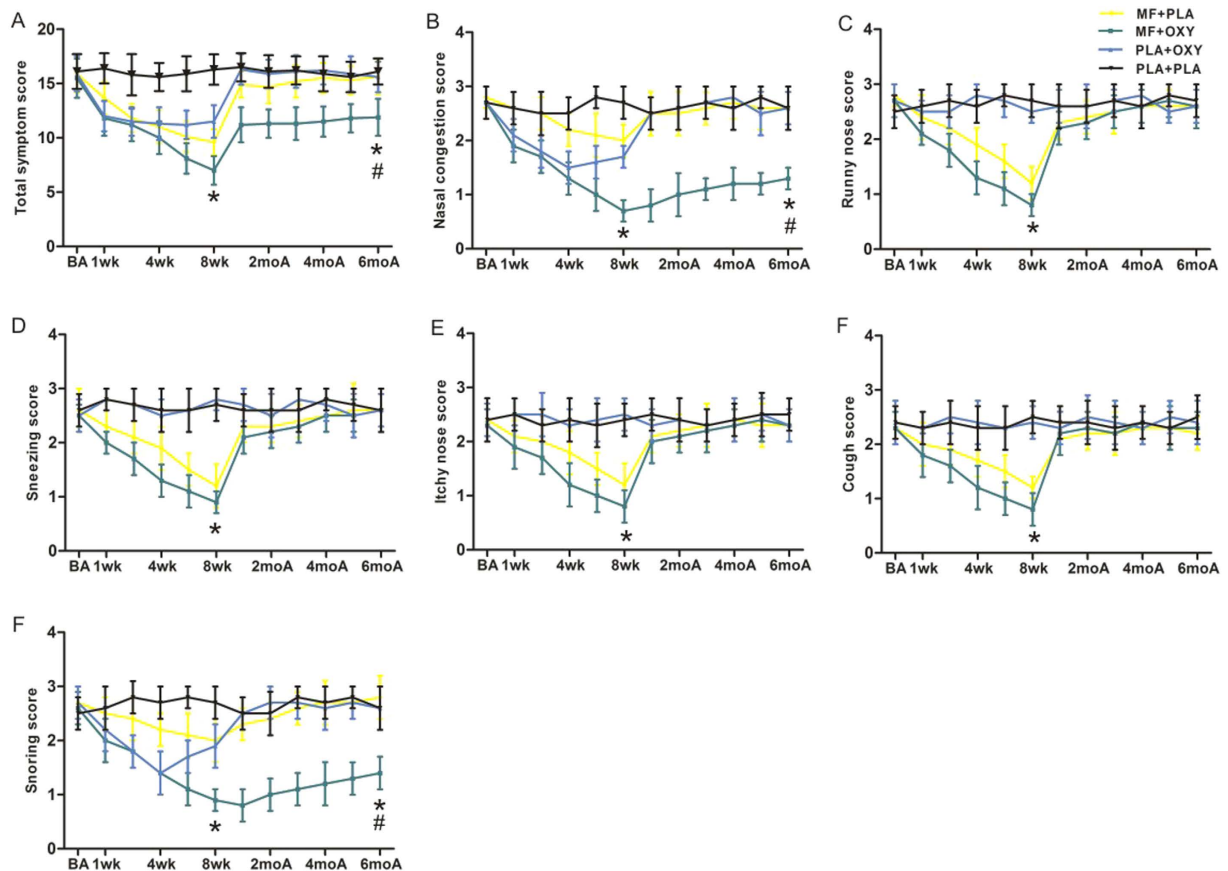 A
Total symptom score
20
15
10
5
0
*
*
#
BA 1wk 4wk 8wk 2moA 4moA 6moA
B
Nasal congestion score
4
3
2
1
0
*
*
#
BA 1wk 4wk 8wk 2moA 4moA 6moA
C
Runny nose score
4
3
2
1
0
*
BA 1wk 4wk 8wk 2moA 4moA 6moA
MF+PLA
MF+OXY
PLA+OXY
PLA+PLA
D
Sneezing score
4
3
2
1
0
*
BA 1wk 4wk 8wk 2moA 4moA 6moA
E
Itchy nose score
4
3
2
1
0
*
BA 1wk 4wk 8wk 2moA 4moA 6moA
F
Cough score
4
3
2
1
0
*
BA 1wk 4wk 8wk 2moA 4moA 6moA
F
Snoring score
4
3
2
1
0
*
*
#
BA 1wk 4wk 8wk 2moA 4moA 6moA